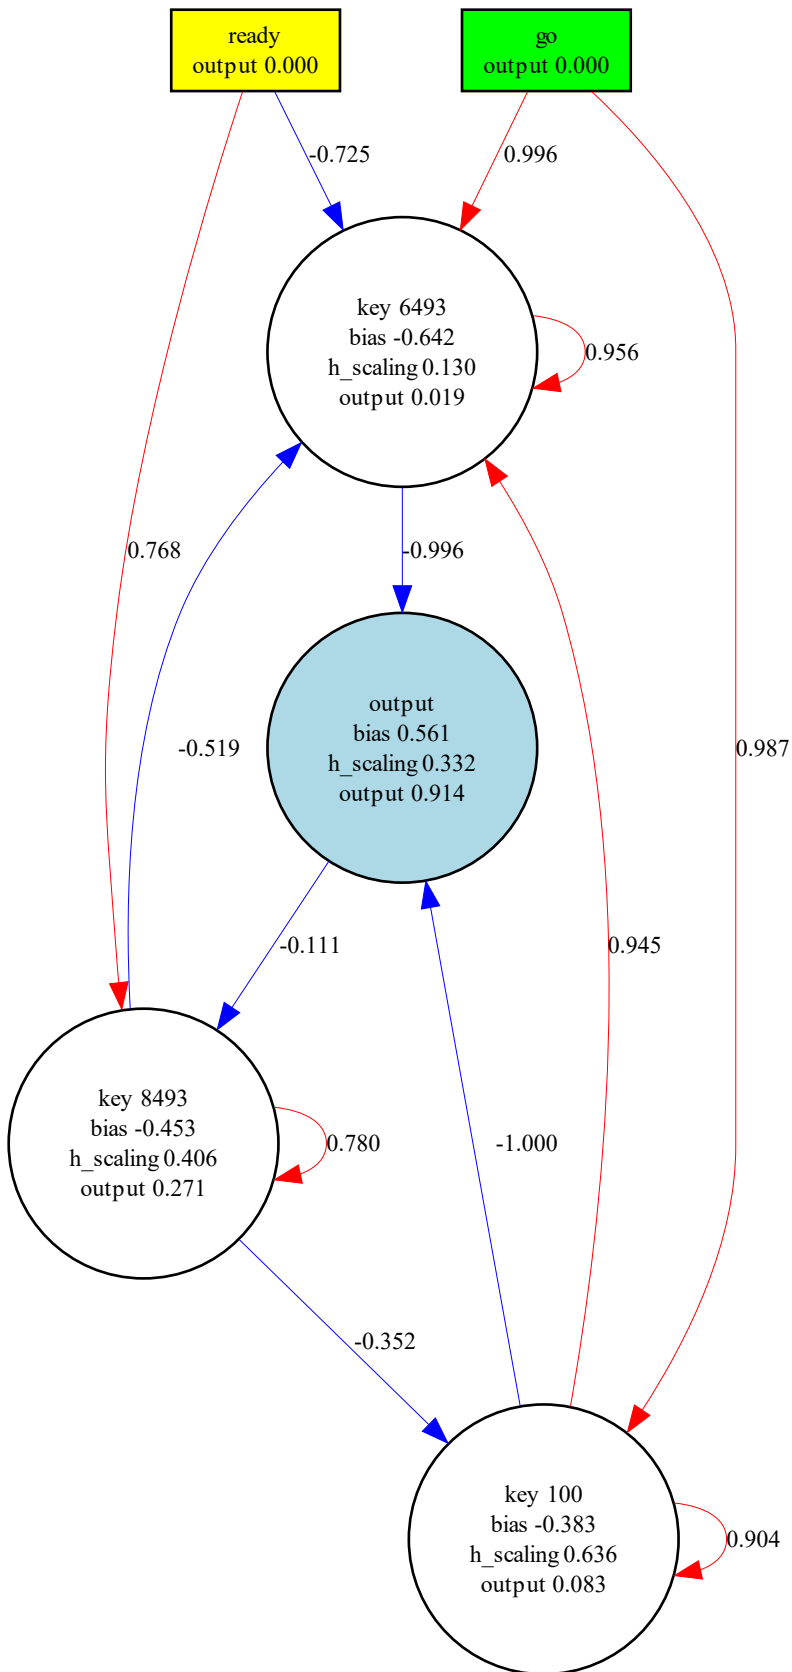 ready
output 0.000
go
output 0.000
-0.725
0.996
key 6493
bias -0.642
h_scaling 0.130
output 0.019
0.956
0.768
-0.996
output
bias 0.561
h_scaling 0.332
output 0.914
-0.519
0.987
-0.111
0.945
key 8493
bias -0.453
h_scaling 0.406
output 0.271
0.780
-1.000
-0.352
key 100
bias -0.383
h_scaling 0.636
output 0.083
0.904